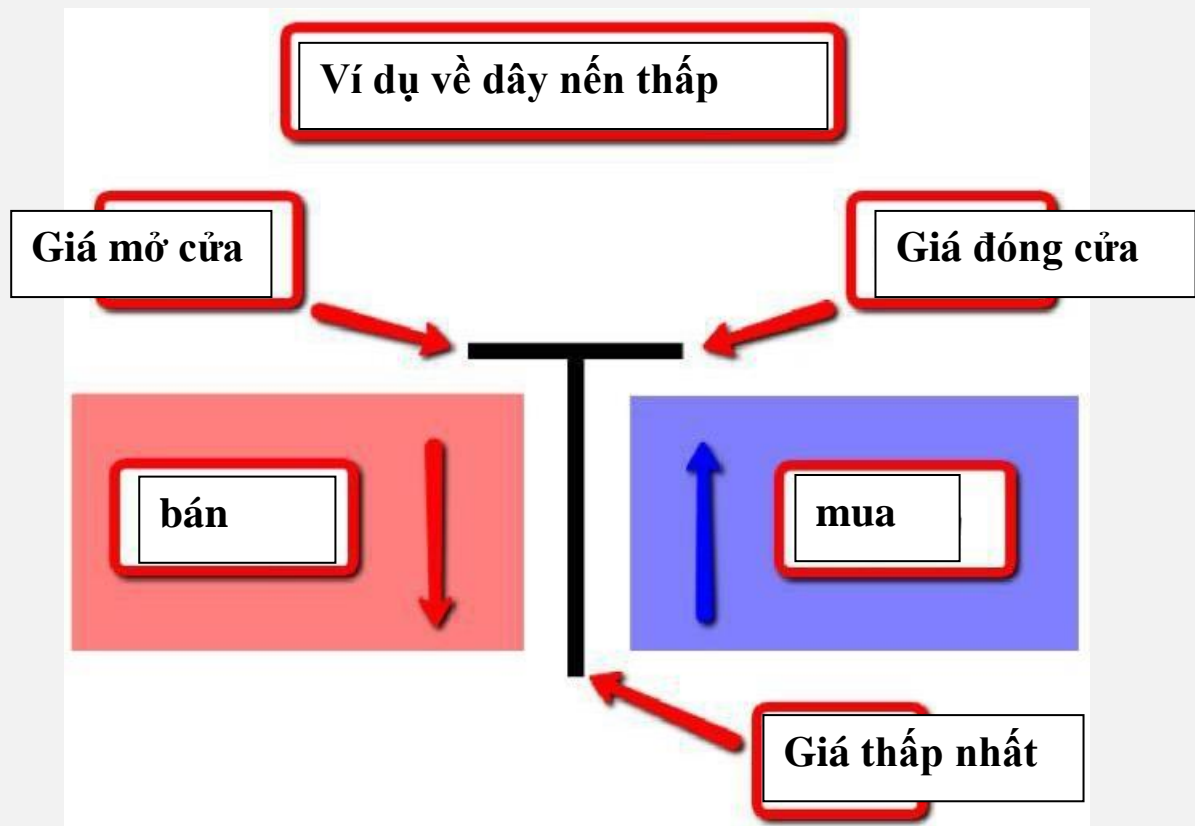 Ví dụ về dây nến thấp
Giá mở cửa
Giá đóng cửa
bán
mua
Giá thấp nhất